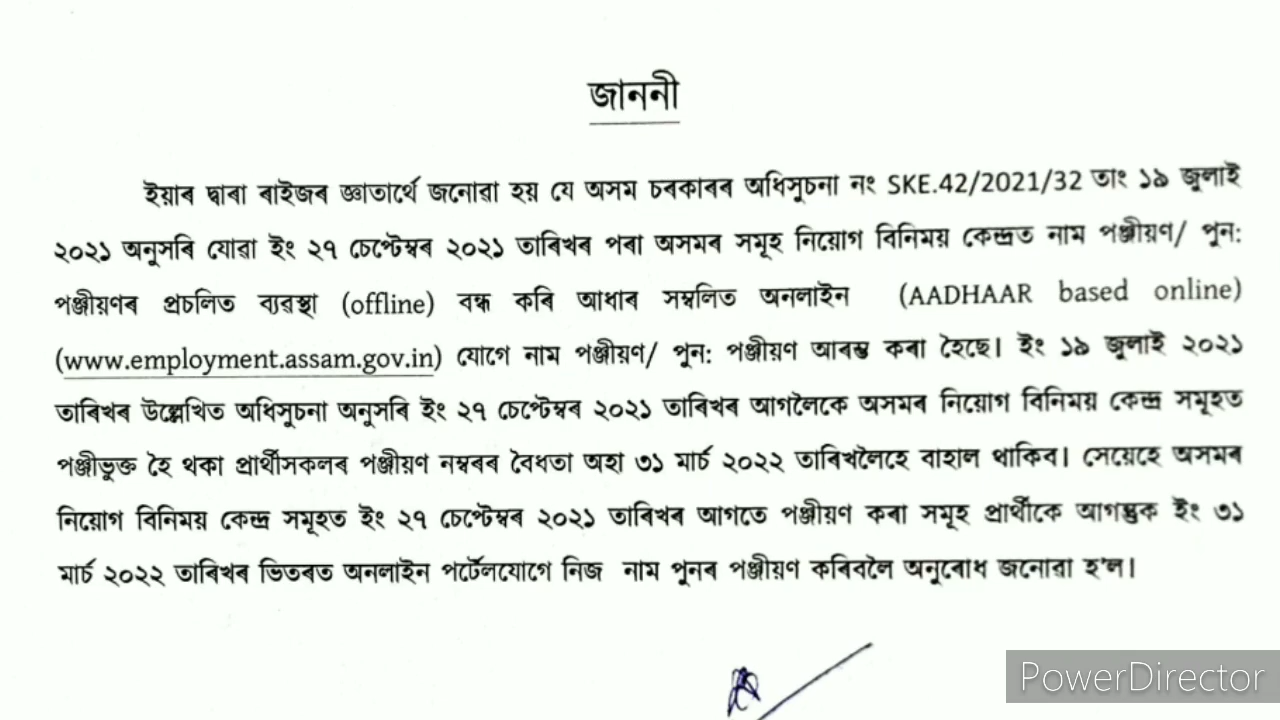 জাননী
ইয়াৰ দ্বাৰা ৰাইজৰ জ্ঞাতাৰ্থে জনোৱা হয় যে অসম চৰকাৰৰ অধিসুচনা নং SKE.42/2021/32 তাং ১৯ জুলাই
২০২১ অনুসৰি যোৱা ইং ২৭ চেপ্টেম্বৰ ২০২১ তাৰিখৰ পৰা অসমৰ সমূহ নিয়োগ বিনিময় কেন্দ্ৰত নাম পঞ্জীয়ণ/ পুন:
পঞ্জীয়ণৰ প্ৰচলিত ব্যৱস্থা (offline) বন্ধ কৰি আধাৰ সম্বলিত অনলাইন (AADHAAR based online)
(www.employment.assam.gov.in) যোগে নাম পঞ্জীয়ণ/ পুন: পঞ্জীয়ণ আৰম্ভ কৰা হৈছে। ইং ১৯ জুলাই ২০২১
তাৰিখৰ উল্লেখিত অধিসুচনা অনুসৰি ইং ২৭ চেপ্টেম্বৰ ২০২১ তাৰিখৰ আগলৈকে অসমৰ নিয়োগ বিনিময় কেন্দ্ৰ সমূহত
পঞ্জীভুক্ত হৈ থকা প্ৰাৰ্থীসকলৰ পঞ্জীয়ণ নম্বৰৰ বৈধতা অহা ৩১ মাৰ্চ ২০২২ তাৰিখলৈহে বাহাল থাকিব। সেয়েহে অসমৰ
নিয়োগ বিনিময় কেন্দ্ৰ সমূহত ইং ২৭ চেপ্টেম্বৰ ২০২১ তাৰিখৰ আগতে পঞ্জীয়ণ কৰা সমূহ প্ৰাৰ্থীকে আগন্তুক ইং ৩১
মাৰ্চ ২০২২ তাৰিখৰ ভিতৰত অনলাইন পৰ্টেলযোগে নিজ নাম পুনৰ পঞ্জীয়ণ কৰিবলৈ অনুৰোধ জনোৱা হ'ল।
PowerDirector